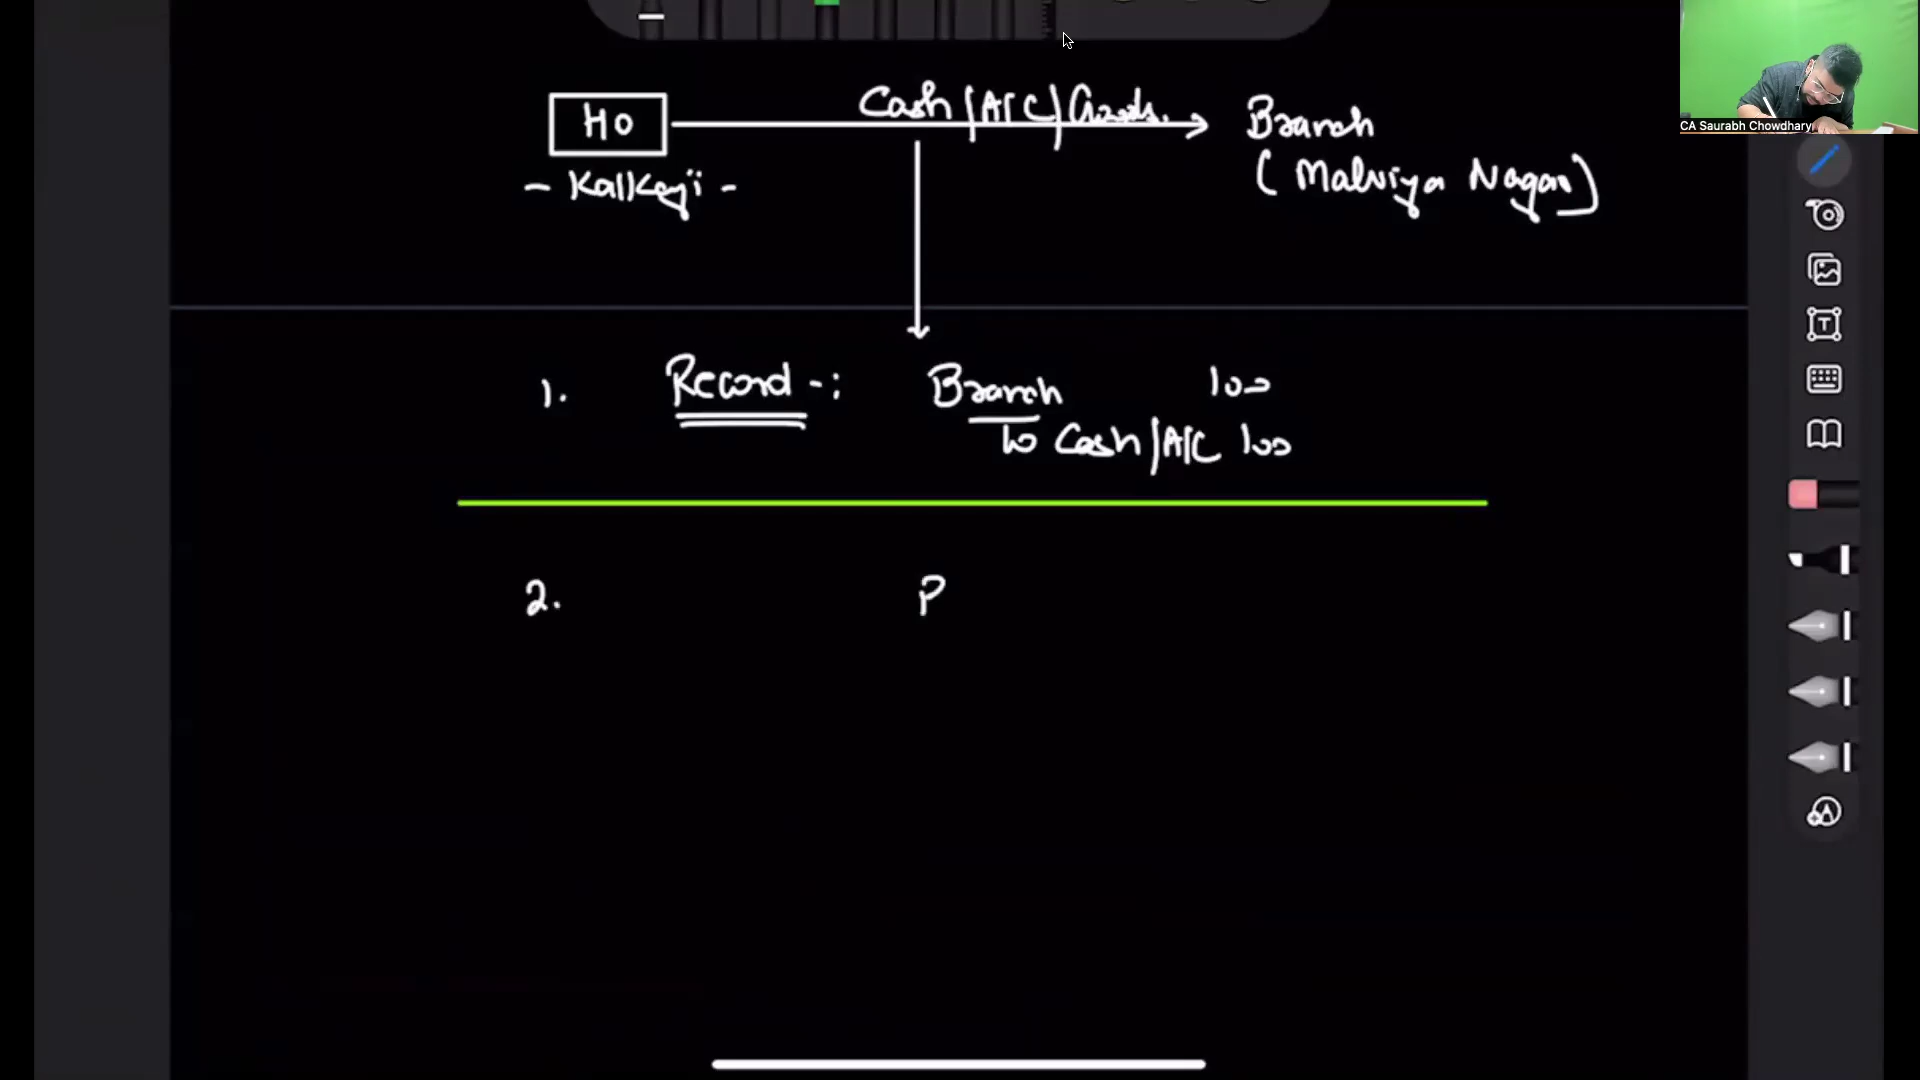 CA Saurabh Chowdhary
HO
Cash/A/C/Goods.
Branch
- Kalkaji -
(Malviya Nagar)
1. Record -: Branch 100
to Cash/A/C 100
2. P